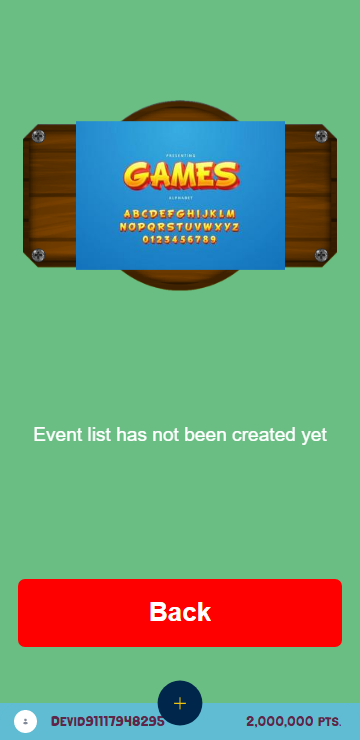 PRESENTING
GAMES
ALPHABET
ABCDEFGHIJKLM
NOPQRSTUVWXYZ
0123456789
Event list has not been created yet
Back
Devid91117948295
2,000,000 PTS.